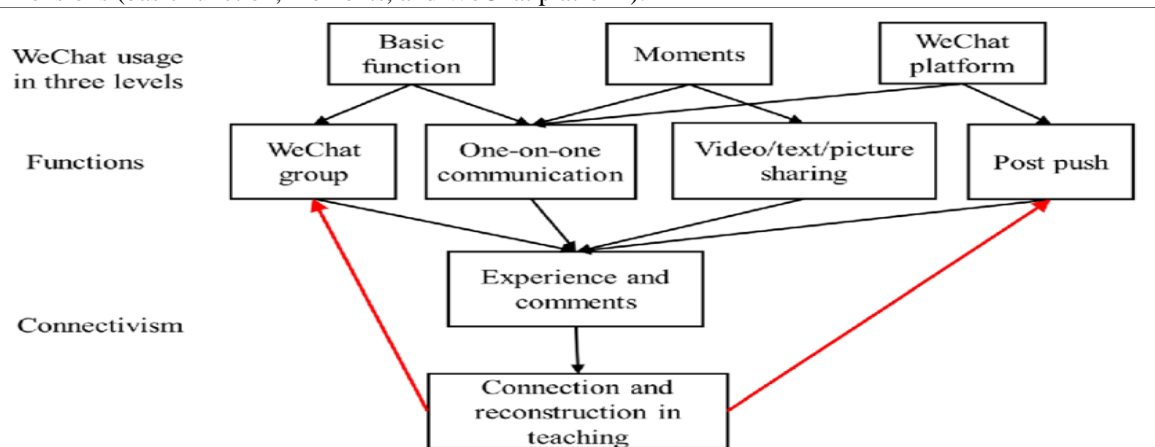 WeChat usage
in three levels
Basic
function
Moments
WeChat
platform
Functions
WeChat
group
One-on-one
communication
Video/text/picture
sharing
Post push
Connectivism
Experience and
comments
Connection and
reconstruction in
teaching